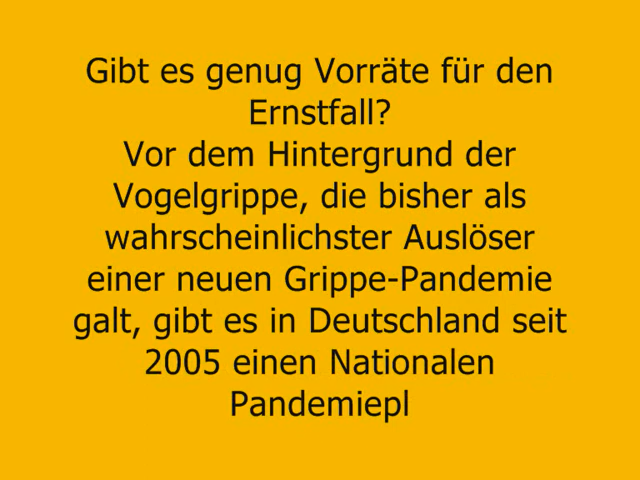 Gibt es genug Vorräte für den
Ernstfall?
Vor dem Hintergrund der
Vogelgrippe, die bisher als
wahrscheinlichster Auslöser
einer neuen Grippe-Pandemie
galt, gibt es in Deutschland seit
2005 einen Nationalen
Pandemiepl